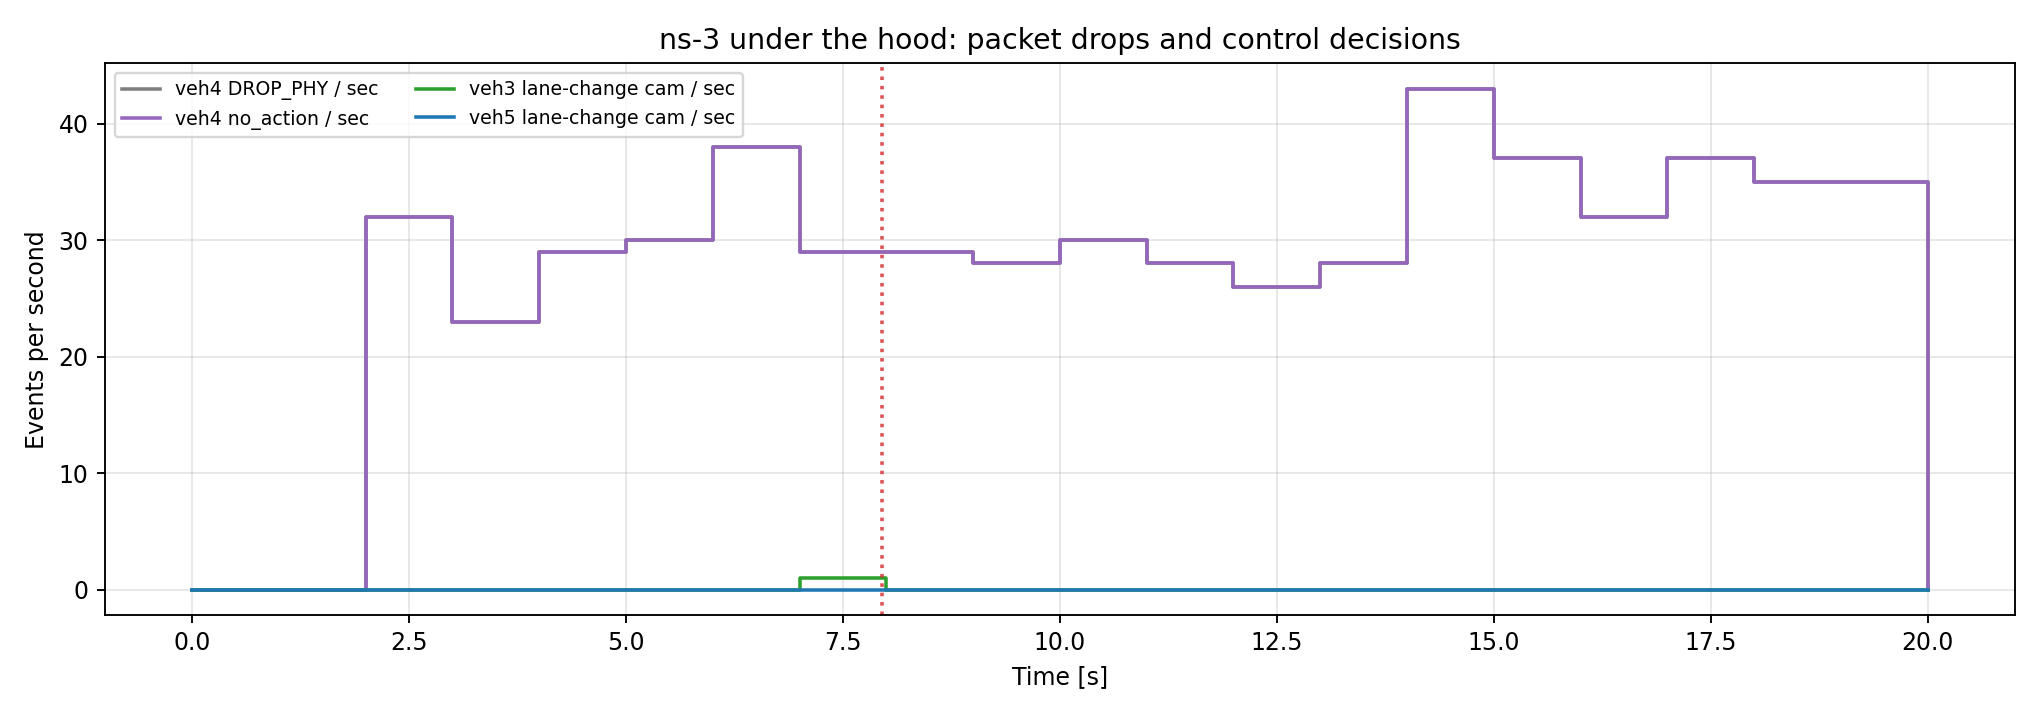 ns-3 under the hood: packet drops and control decisions
veh4 DROP_PHY / sec
veh4 no_action / sec
veh3 lane-change cam / sec
veh5 lane-change cam / sec
Events per second
40
30
20
10
0
0.0 2.5 5.0 7.5 10.0 12.5 15.0 17.5 20.0
Time [s]